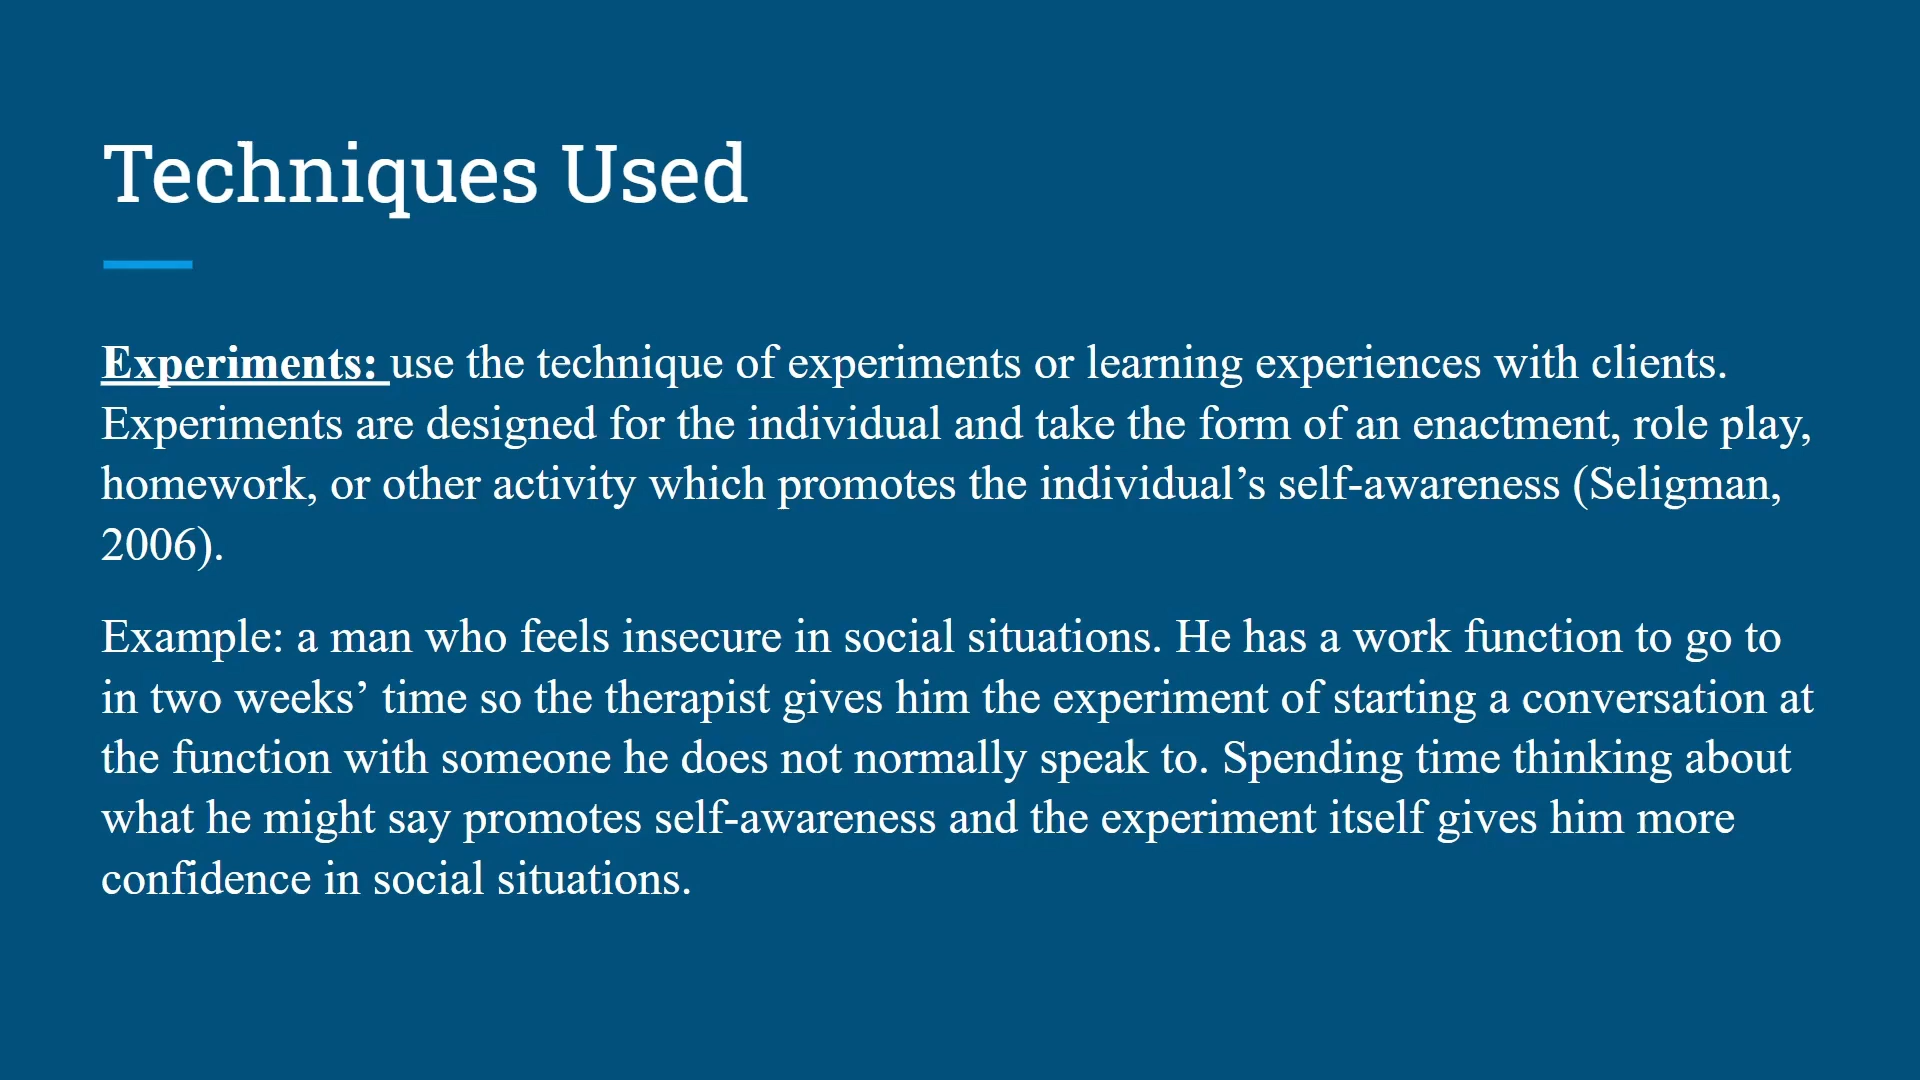 Techniques Used
Experiments: use the technique of experiments or learning experiences with clients.
Experiments are designed for the individual and take the form of an enactment, role play,
homework, or other activity which promotes the individual’s self-awareness (Seligman,
2006).
Example: a man who feels insecure in social situations. He has a work function to go to
in two weeks’ time so the therapist gives him the experiment of starting a conversation at
the function with someone he does not normally speak to. Spending time thinking about
what he might say promotes self-awareness and the experiment itself gives him more
confidence in social situations.